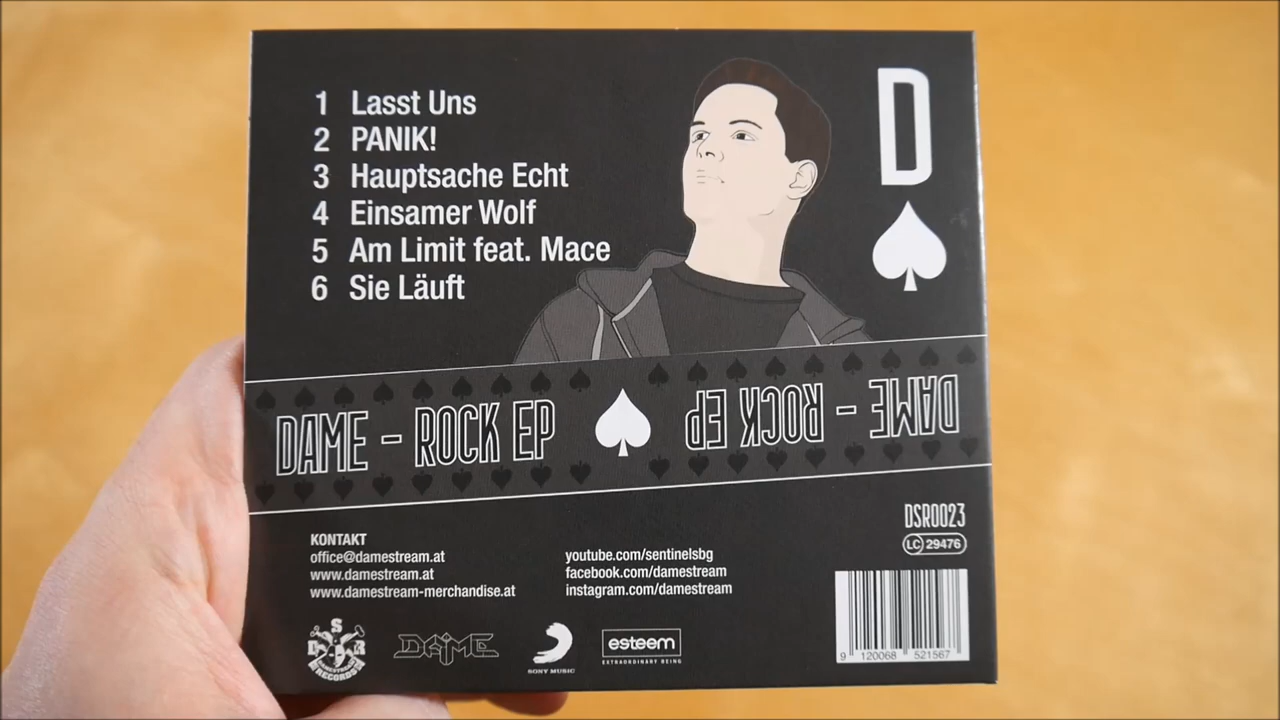 1 Lasst Uns
2 PANIK!
3 Hauptsache Echt
4 Einsamer Wolf
5 Am Limit feat. Mace
6 Sie Läuft
D
DAME - ROCK EP
DAME - ROCK EP
DSR0023
LC 29476
KONTAKT
office@damestream.at
www.damestream.at
www.damestream-merchandise.at
youtube.com/sentinelsbg
facebook.com/damestream
instagram.com/damestream
DSR
DAMESTREAM
RECORDS
DAME
SONY MUSIC
esteem
EXTRAORDINARY BEING
9 120068 521567